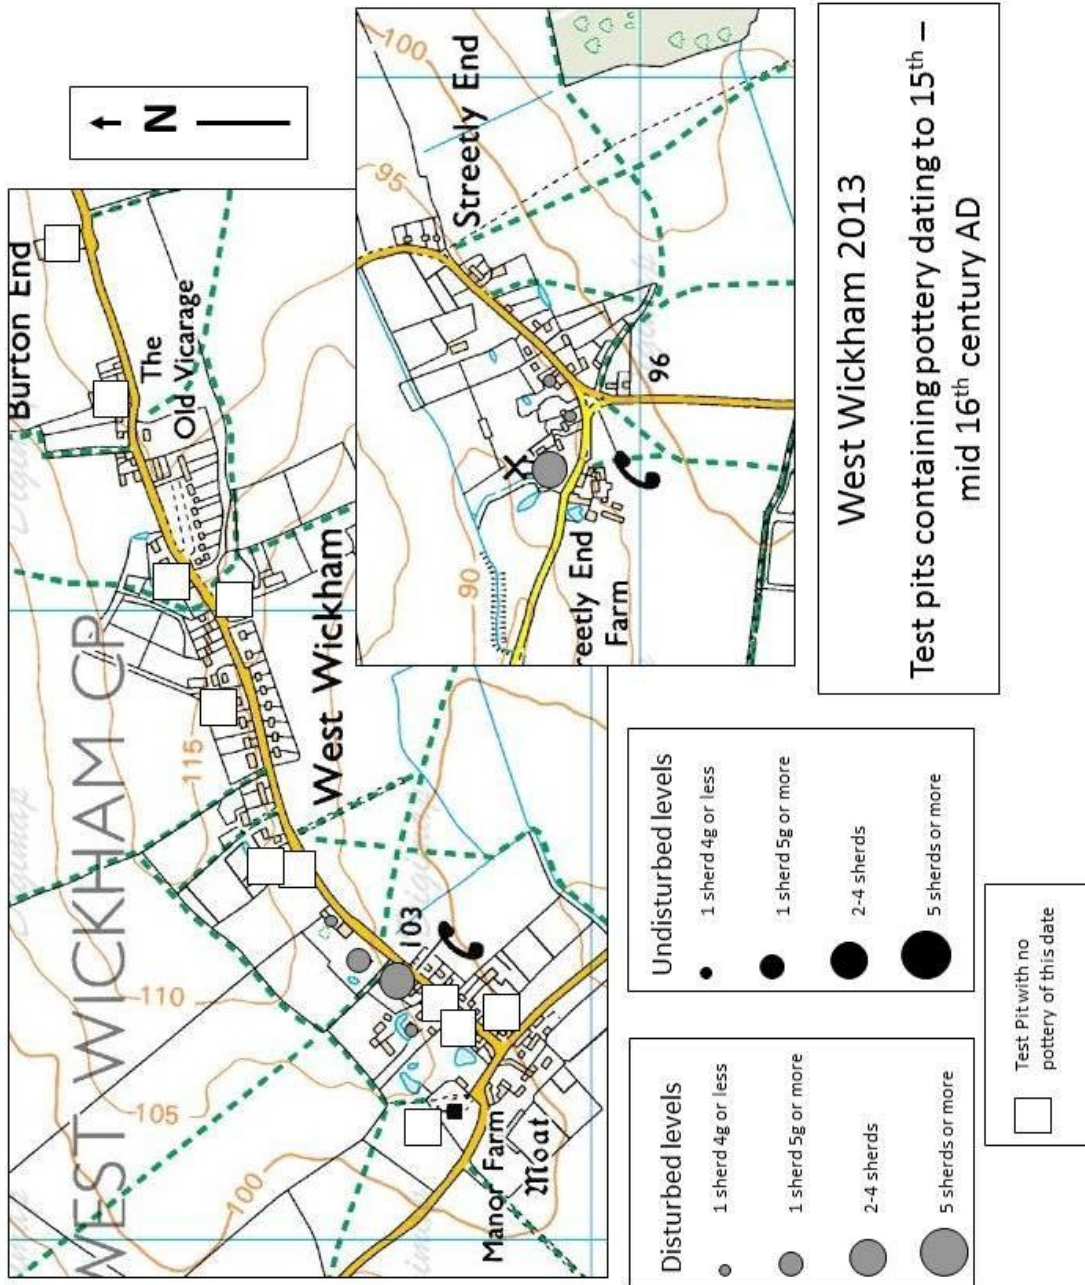 N
Burton End
The
Old Vicarage
WEST WICKHAM CP
115
West Wickham
110
103
105
100
Manor Farm
Moat
100
Streetly End
95
90
96
reetly End
Farm
West Wickham 2013
Test pits containing pottery dating to 15th –
mid 16th century AD
Undisturbed levels
1 sherd 4g or less
1 sherd 5g or more
2-4 sherds
5 sherds or more
Disturbed levels
1 sherd 4g or less
1 sherd 5g or more
2-4 sherds
5 sherds or more
Test Pit with no
pottery of this date